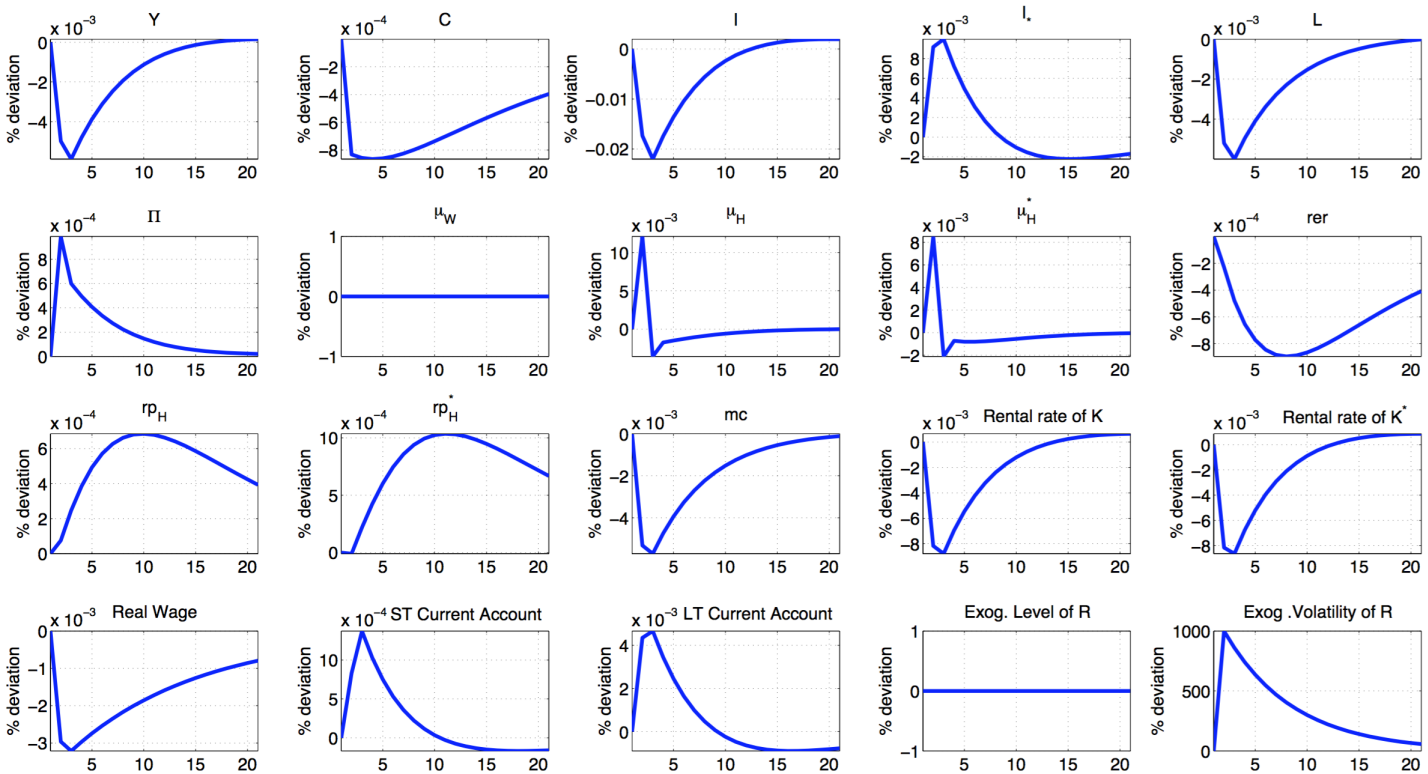 Y
x 10⁻³
% deviation
0
−2
−4
5 10 15 20
C
x 10⁻⁴
% deviation
−2
−4
−6
−8
5 10 15 20
I
% deviation
0
−0.01
−0.02
5 10 15 20
I*
x 10⁻³
% deviation
8
6
4
2
0
−2
5 10 15 20
L
x 10⁻³
% deviation
0
−2
−4
5 10 15 20
Π
x 10⁻⁴
% deviation
8
6
4
2
0
5 10 15 20
μW
% deviation
1
0
−1
5 10 15 20
μH
x 10⁻³
% deviation
10
5
0
5 10 15 20
μH*
x 10⁻³
% deviation
8
6
4
2
0
−2
5 10 15 20
rer
x 10⁻⁴
% deviation
−2
−4
−6
−8
5 10 15 20
rpH
x 10⁻⁴
% deviation
6
4
2
0
5 10 15 20
rpH*
x 10⁻⁴
% deviation
10
5
0
5 10 15 20
mc
x 10⁻³
% deviation
0
−2
−4
5 10 15 20
Rental rate of K
x 10⁻³
% deviation
0
−2
−4
−6
−8
5 10 15 20
Rental rate of K*
x 10⁻³
% deviation
0
−2
−4
−6
−8
5 10 15 20
Real Wage
x 10⁻³
% deviation
0
−1
−2
−3
5 10 15 20
ST Current Account
x 10⁻⁴
% deviation
10
5
0
5 10 15 20
LT Current Account
x 10⁻³
% deviation
4
2
0
5 10 15 20
Exog. Level of R
% deviation
1
0
−1
5 10 15 20
Exog .Volatility of R
% deviation
1000
500
0
5 10 15 20